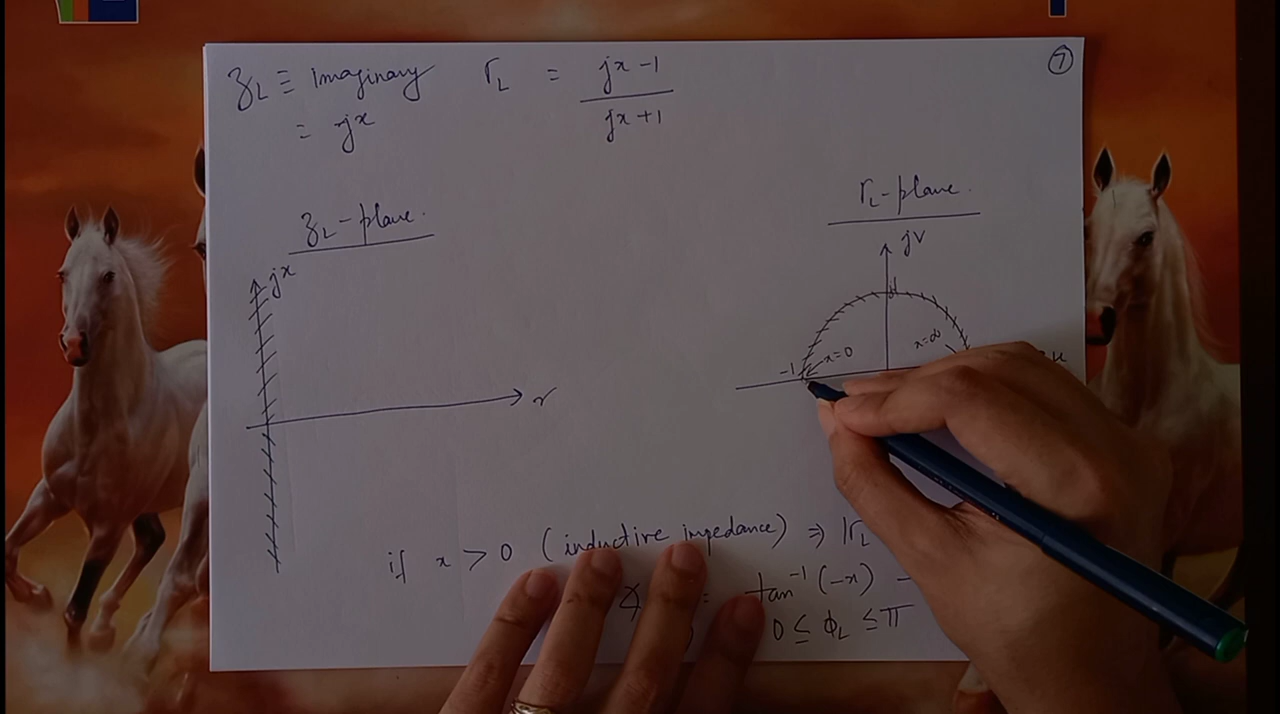 ⑦
zL ≡ Imaginary ΓL = jx - 1
= jx jx + 1
zL - plane. ΓL - plane.
jx jv
j1
x=0 x=∞
-1 u
r
if x > 0 (inductive impedance) ⇒ |ΓL
= tan⁻¹(-x) -
0 ≤ ϕL ≤ π